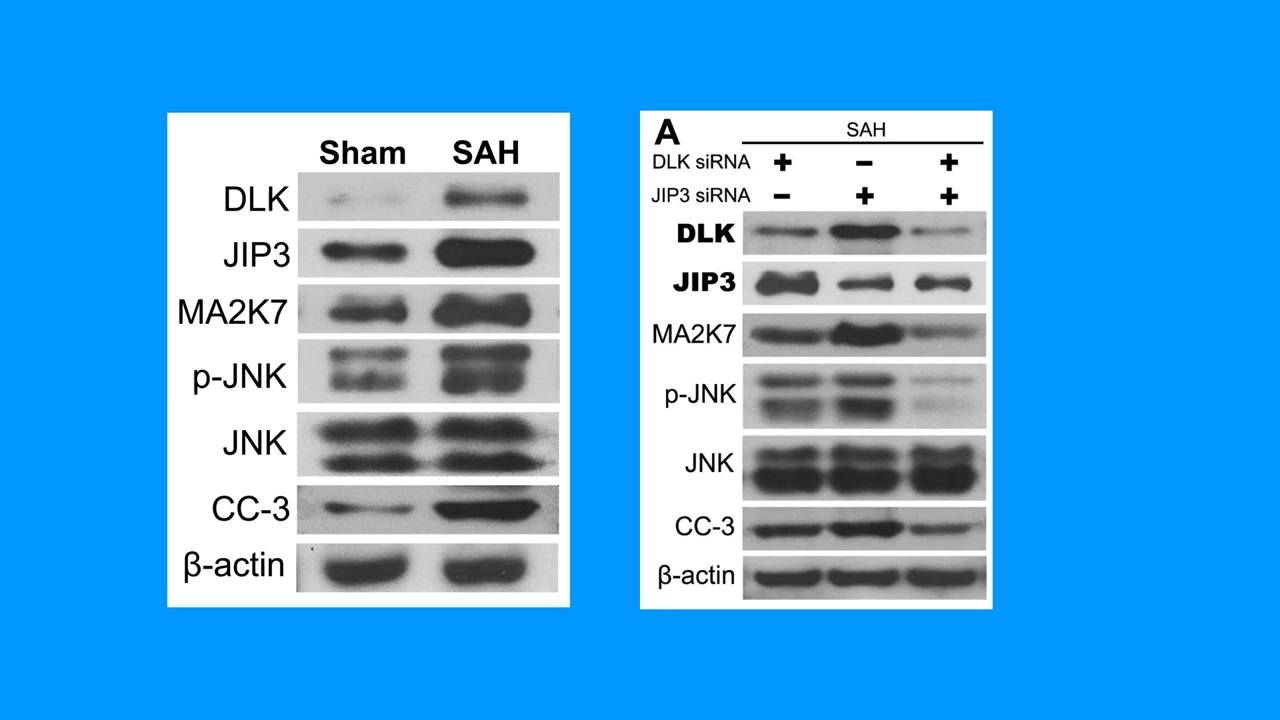 Sham SAH
DLK
JIP3
MA2K7
p-JNK
JNK
CC-3
β-actin
A
SAH
DLK siRNA + − +
JIP3 siRNA − + +
DLK
JIP3
MA2K7
p-JNK
JNK
CC-3
β-actin